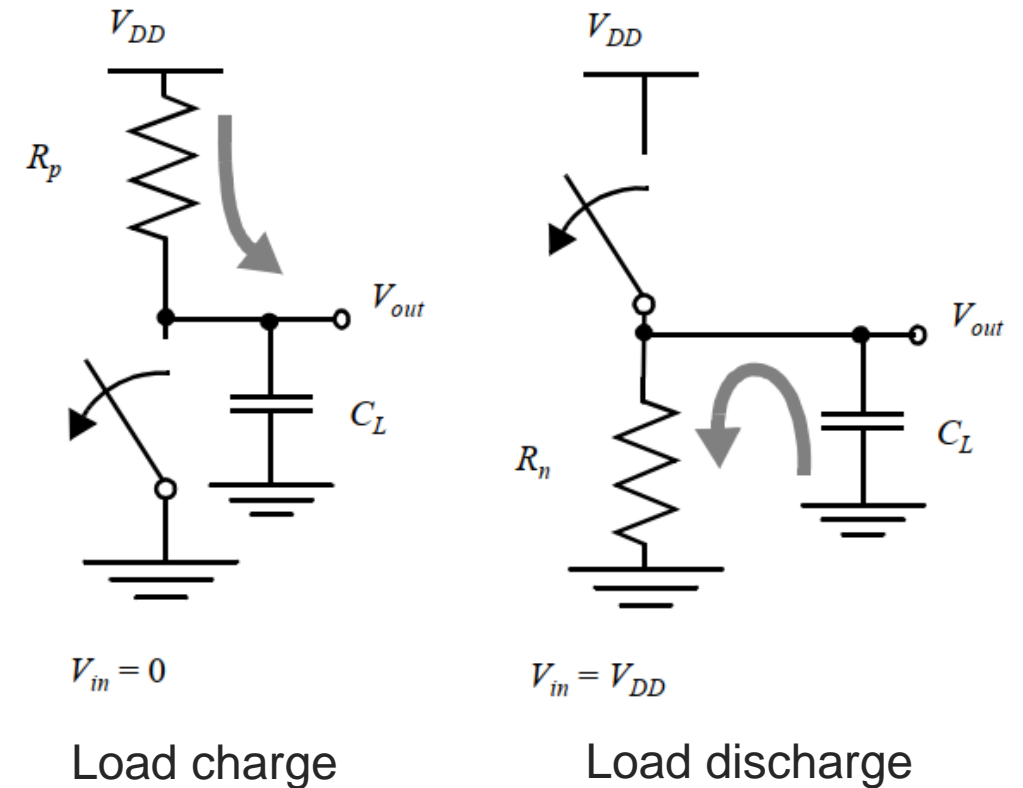 V_DD
R_p
V_out
C_L
V_in = 0
Load charge
V_DD
V_out
R_n
C_L
V_in = V_DD
Load discharge